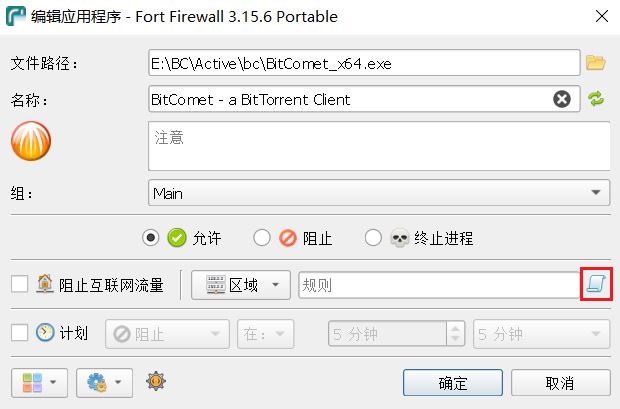 编辑应用程序 - Fort Firewall 3.15.6 Portable
文件路径： E:\BC\Active\bc\BitComet_x64.exe
名称： BitComet - a BitTorrent Client
注意
组： Main
允许 阻止 终止进程
阻止互联网流量 区域 规则
计划 阻止 在： 5 分钟 5 分钟
确定 取消